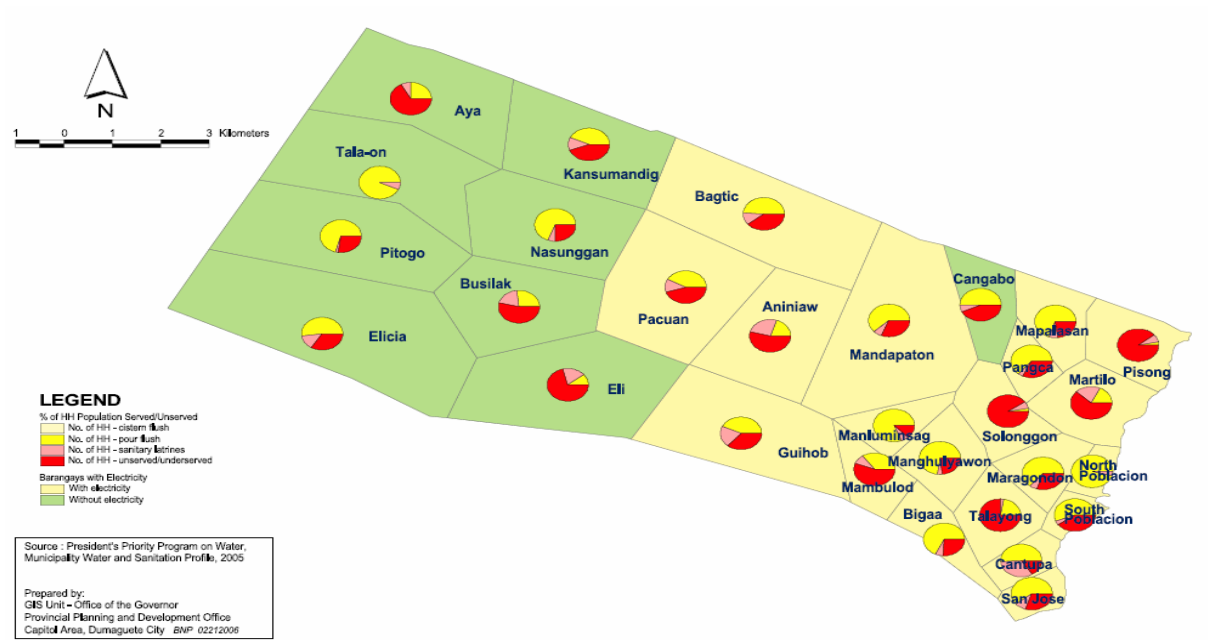 N
1 0 1 2 3 Kilometers
Aya
Kansumandig
Tala-on
Bagtic
Pitogo
Nasunggan
Cangabo
Busilak
Aniniaw
Pacuan
Mapalasan
Elicia
Mandapaton
Pangca
Pisong
Martilo
Eli
Manluminsag
Solonggon
Guihob
Manghulyawon
North
Poblacion
Maragondon
Mambulod
South
Poblacion
Bigaa
Talayong
Cantupa
San Jose
LEGEND
% of HH Population Served/Unserved
No. of HH - cistern flush
No. of HH - pour flush
No. of HH - sanitary latrines
No. of HH - unserved/underserved
Barangays with Electricity
With electricity
Without electricity
Source : President's Priority Program on Water,
Municipality Water and Sanitation Profile, 2005
Prepared by:
GIS Unit - Office of the Governor
Provincial Planning and Development Office
Capitol Area, Dumaguete City BNP 02212006